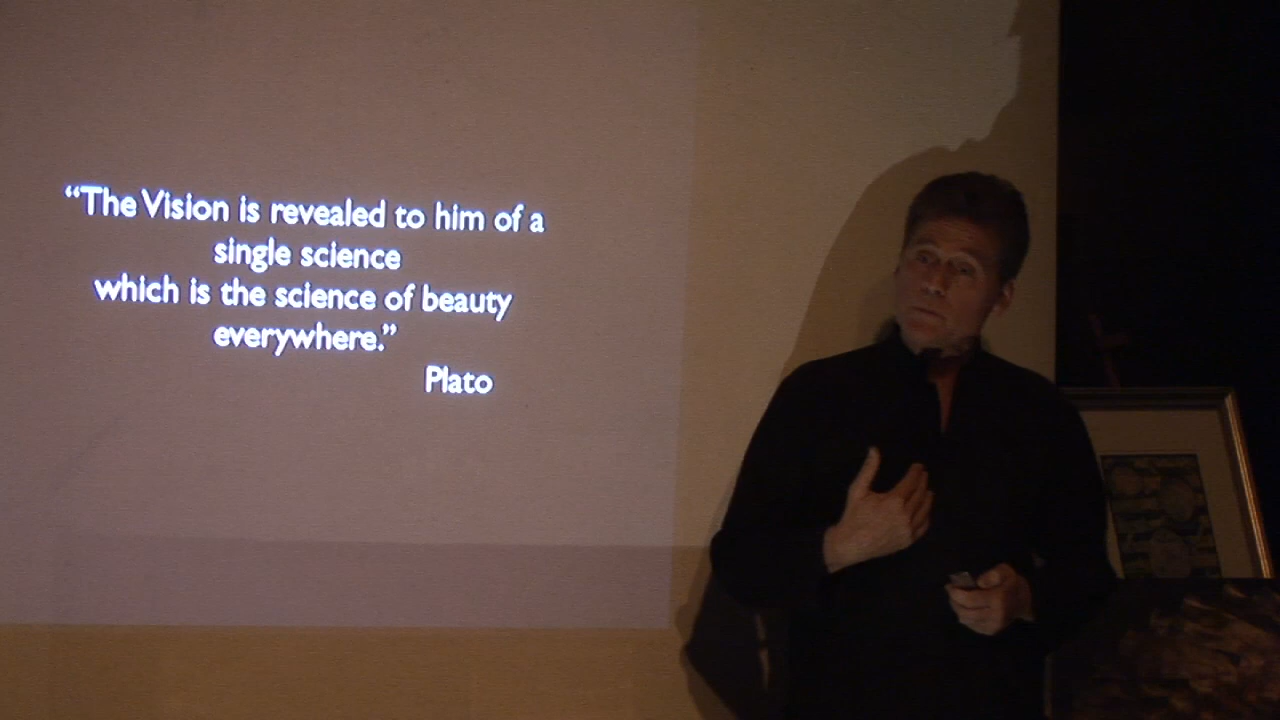 “The Vision is revealed to him of a
single science
which is the science of beauty
everywhere.”
Plato